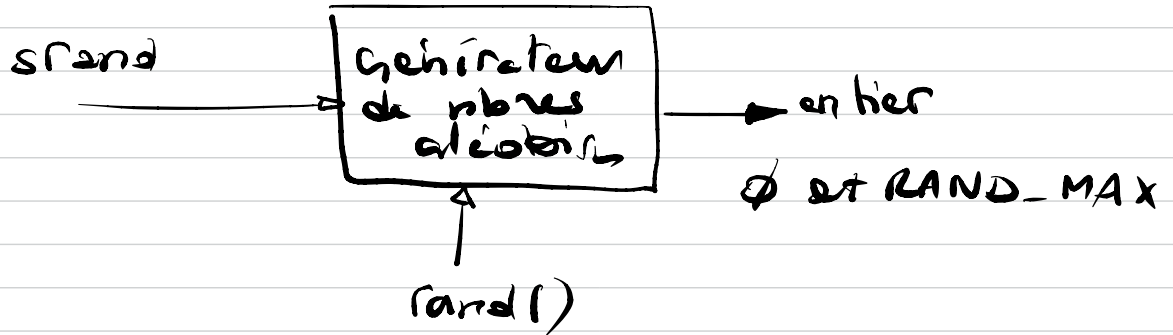 srand
Générateur
de nbres
aléatoires
entier
0 et RAND_MAX
rand()